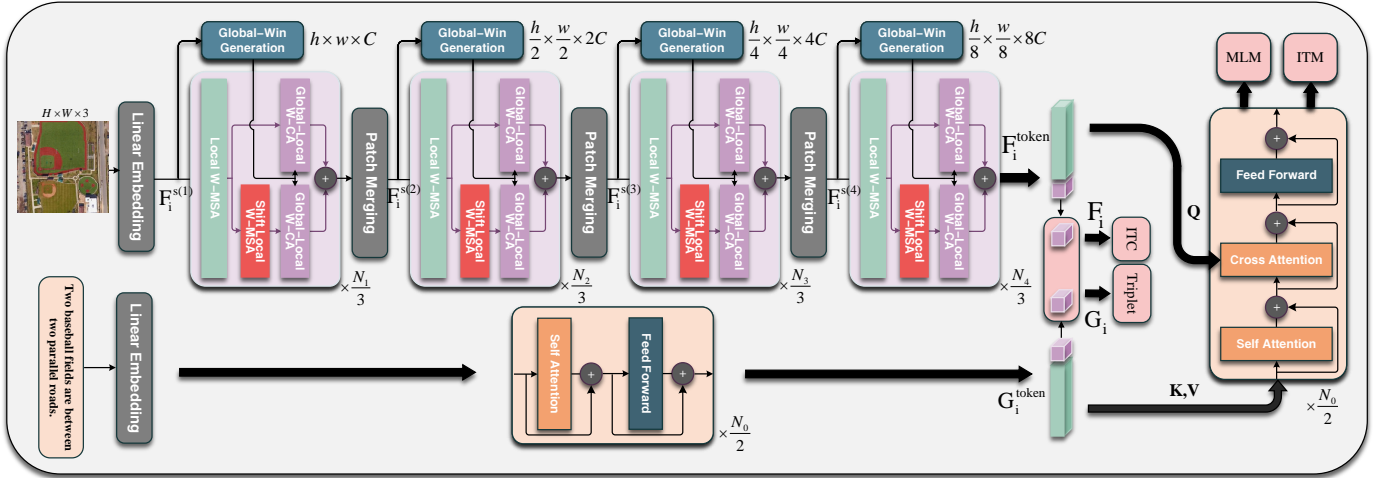 Global-Win
Generation
h × w × C
Global-Win
Generation
h/2 × w/2 × 2C
Global-Win
Generation
h/4 × w/4 × 4C
Global-Win
Generation
h/8 × w/8 × 8C
MLM
ITM
H×W×3
Linear Embedding
F_i^{s(1)}
Local W-MSA
Global-Local
W-CA
Shift Local
W-MSA
Global-Local
W-CA
+
× N_1/3
Patch Merging
F_i^{s(2)}
Local W-MSA
Global-Local
W-CA
Shift Local
W-MSA
Global-Local
W-CA
+
× N_2/3
Patch Merging
F_i^{s(3)}
Local W-MSA
Global-Local
W-CA
Shift Local
W-MSA
Global-Local
W-CA
+
× N_3/3
Patch Merging
F_i^{s(4)}
Local W-MSA
Global-Local
W-CA
Shift Local
W-MSA
Global-Local
W-CA
+
× N_4/3
F_i^{token}
Q
F_i
ITC
Triplet
G_i
+
Feed Forward
+
Cross Attention
+
Self Attention
× N_0/2
Two baseball fields are between
two parallel roads.
Linear Embedding
Self Attention
+
Feed Forward
+
× N_0/2
G_i^{token}
K,V